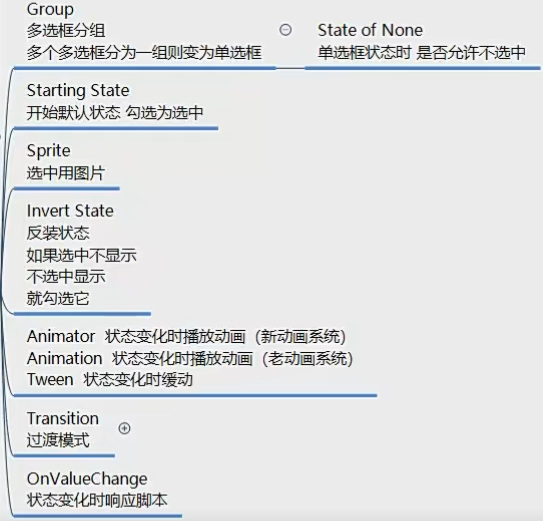 Group
多选框分组
多个多选框分为一组则变为单选框
State of None
单选框状态时 是否允许不选中
Starting State
开始默认状态 勾选为选中
Sprite
选中用图片
Invert State
反装状态
如果选中不显示
不选中显示
就勾选它
Animator 状态变化时播放动画（新动画系统）
Animation 状态变化时播放动画（老动画系统）
Tween 状态变化时缓动
Transition
过渡模式
OnValueChange
状态变化时响应脚本